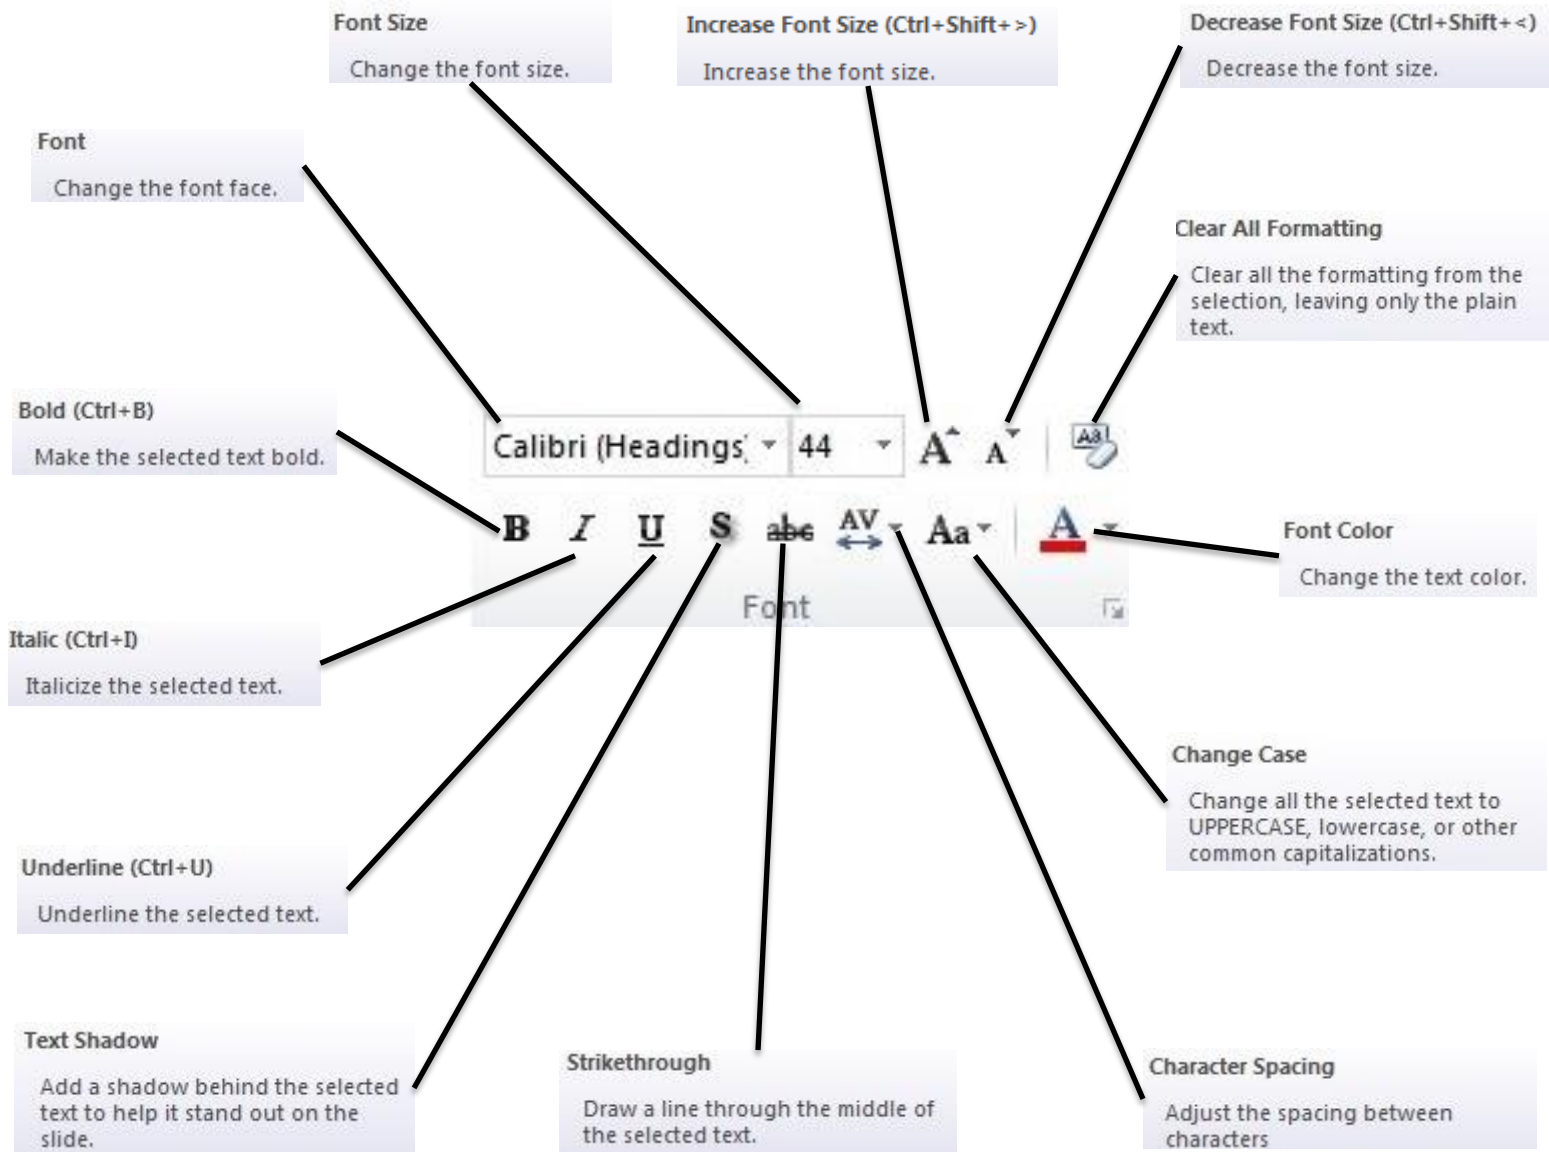 Font Size
Change the font size.
Increase Font Size (Ctrl+Shift+>)
Increase the font size.
Decrease Font Size (Ctrl+Shift+<)
Decrease the font size.
Font
Change the font face.
Clear All Formatting
Clear all the formatting from the
selection, leaving only the plain
text.
Bold (Ctrl+B)
Make the selected text bold.
Calibri (Headings)
44
A A Aa
B I U S abc AV Aa A
Font
Font Color
Change the text color.
Italic (Ctrl+I)
Italicize the selected text.
Change Case
Change all the selected text to
UPPERCASE, lowercase, or other
common capitalizations.
Underline (Ctrl+U)
Underline the selected text.
Text Shadow
Add a shadow behind the selected
text to help it stand out on the
slide.
Strikethrough
Draw a line through the middle of
the selected text.
Character Spacing
Adjust the spacing between
characters